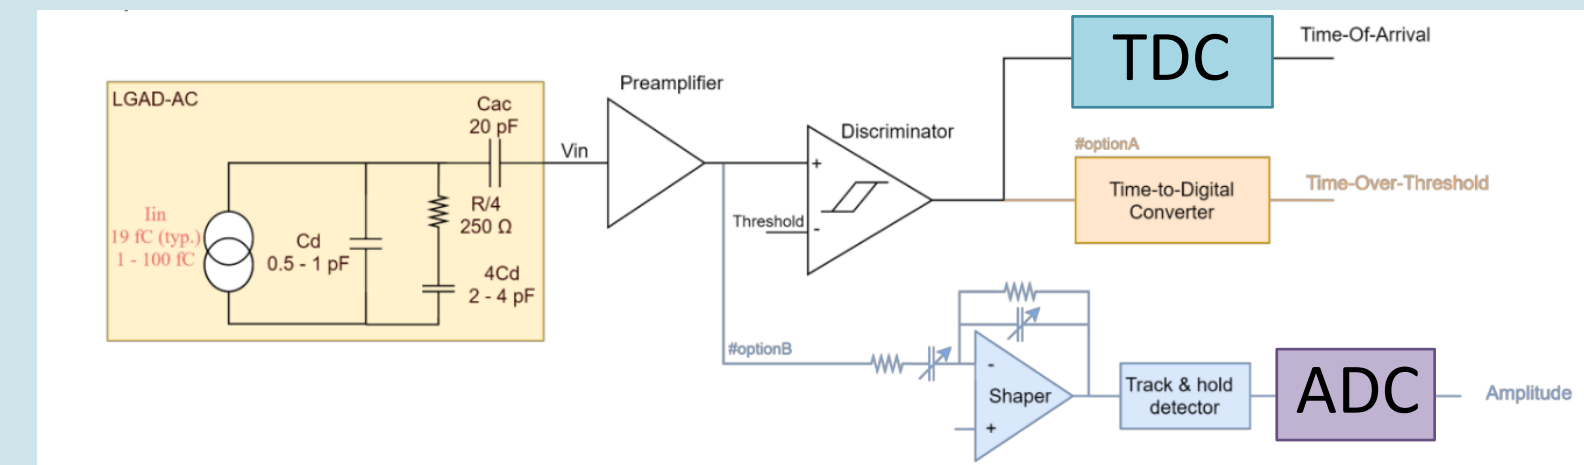 LGAD-AC
Cac
20 pF
Iin
19 fC (typ.)
1 - 100 fC
Cd
0.5 - 1 pF
R/4
250 Ω
4Cd
2 - 4 pF
Vin
Preamplifier
Discriminator
+
Threshold
-
TDC
Time-Of-Arrival
#optionA
Time-to-Digital
Converter
Time-Over-Threshold
#optionB
-
Shaper
+
Track & hold
detector
ADC
Amplitude